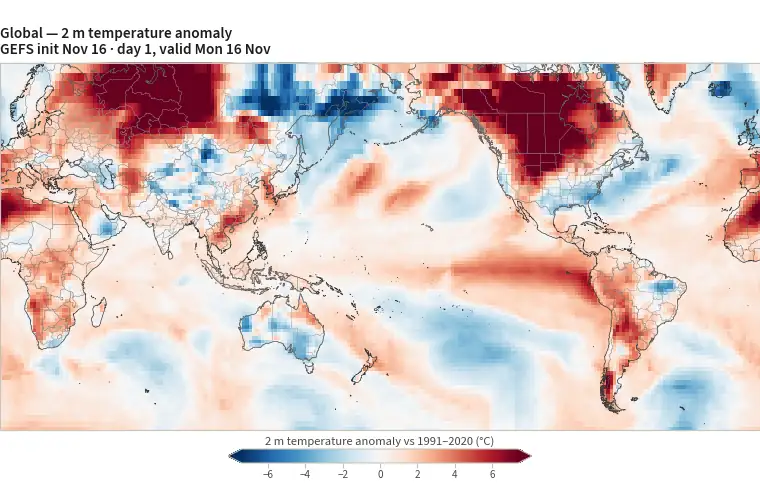 Global — 2 m temperature anomaly
GEFS init Nov 16 · day 1, valid Mon 16 Nov
2 m temperature anomaly vs 1991–2020 (°C)
−6 −4 −2 0 2 4 6